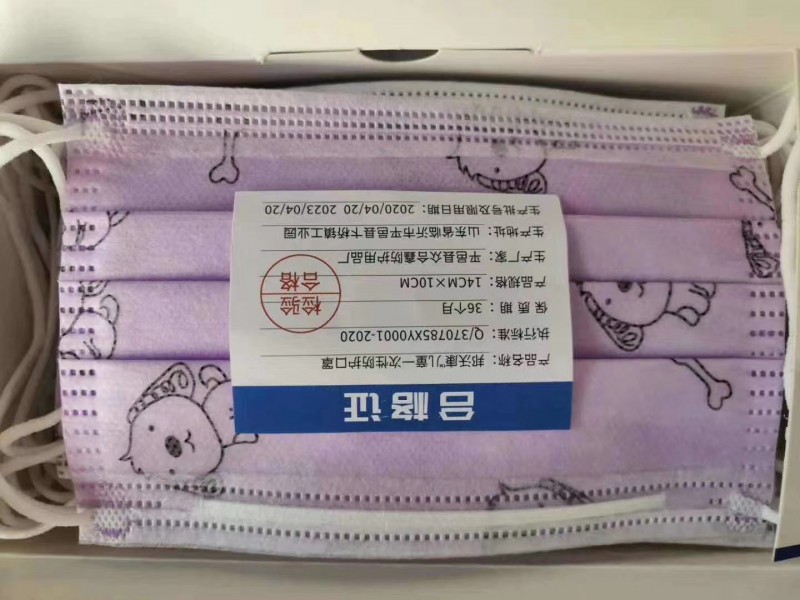 合格证
产品名称：邦沃康"儿童一次性防护口罩
执行标准：Q/370785XY0001-2020
保 质 期：36个月
产品规格：14CM×10CM
生产厂家：平邑县众合鑫防护用品厂
生产地址：山东省临沂市平邑县卞桥镇工业园
生产批号及限用日期：2020/04/20 2023/04/20
检验
合格